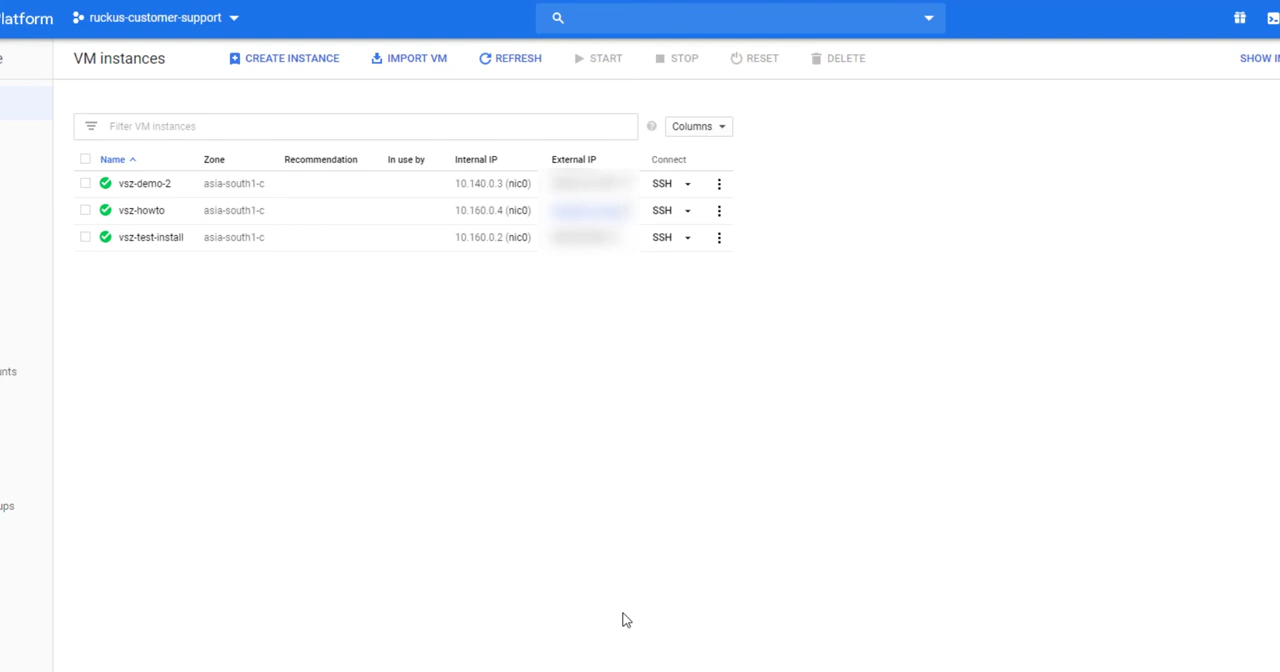 latform ruckus-customer-support
VM instances CREATE INSTANCE IMPORT VM REFRESH START STOP RESET DELETE SHOW IN
Filter VM instances Columns
Name Zone Recommendation In use by Internal IP External IP Connect
vsz-demo-2 asia-south1-c 10.140.0.3 (nic0) SSH
vsz-howto asia-south1-c 10.160.0.4 (nic0) SSH
vsz-test-install asia-south1-c 10.160.0.2 (nic0) SSH
unts
ups